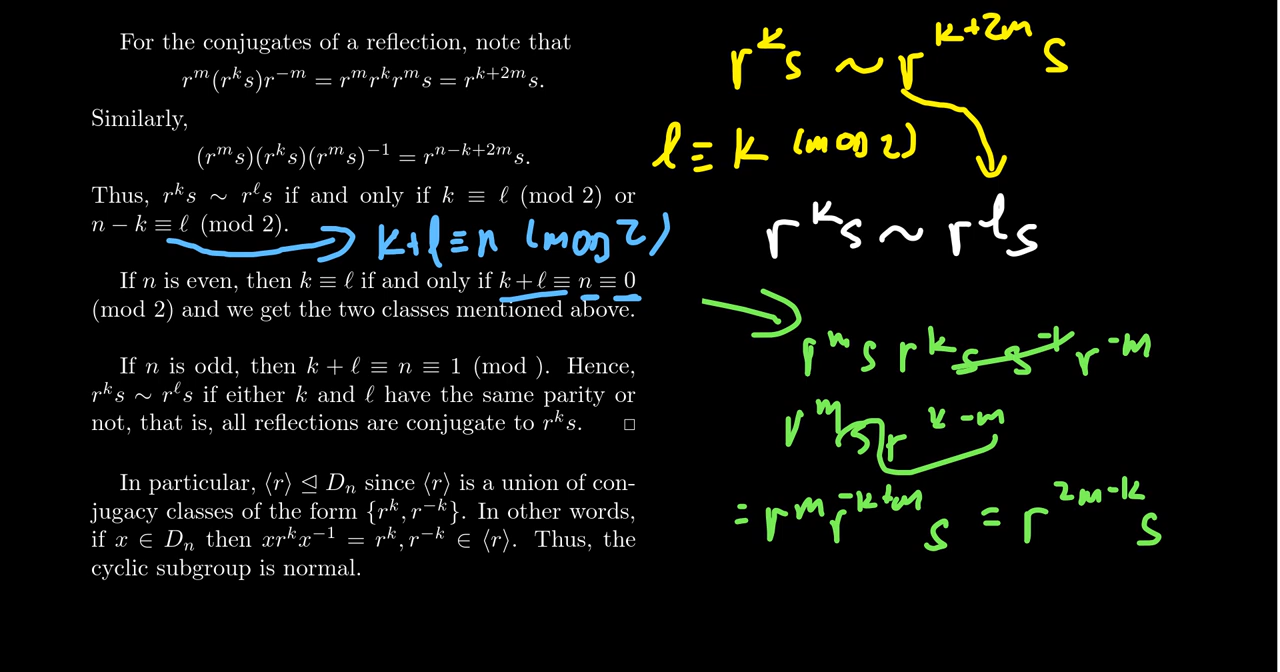 For the conjugates of a reflection, note that
r^m(r^k s)r^{-m} = r^m r^k r^m s = r^{k+2m} s.
Similarly,
(r^m s)(r^k s)(r^m s)^{-1} = r^{n-k+2m} s.
Thus, r^k s ∼ r^ℓ s if and only if k ≡ ℓ (mod 2) or
n − k ≡ ℓ (mod 2).
k+ℓ≡n (mod 2)
If n is even, then k ≡ ℓ if and only if k + ℓ ≡ n ≡ 0
(mod 2) and we get the two classes mentioned above.
If n is odd, then k + ℓ ≡ n ≡ 1 (mod ). Hence,
r^k s ∼ r^ℓ s if either k and ℓ have the same parity or
not, that is, all reflections are conjugate to r^k s. □
In particular, ⟨r⟩ ⊴ D_n since ⟨r⟩ is a union of con-
jugacy classes of the form {r^k, r^{-k}}. In other words,
if x ∈ D_n then xr^k x^{-1} = r^k, r^{-k} ∈ ⟨r⟩. Thus, the
cyclic subgroup is normal.
r^k s ∼ r^{k+2m} s
ℓ ≡ k (mod 2)
r^k s ∼ r^ℓ s
r^m s r^k s s^{-1} r^{-m}
r^m s r^{k-m}
= r^m r^{-k+m} s = r^{2m-k} s